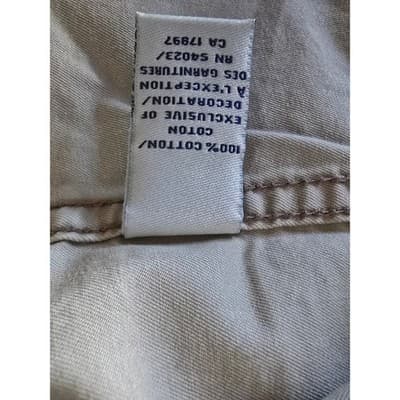 100% COTTON/
COTON
EXCLUSIVE OF
DECORATION/
À L'EXCEPTION
DES GARNITURES
RN 54023/
CA 17897